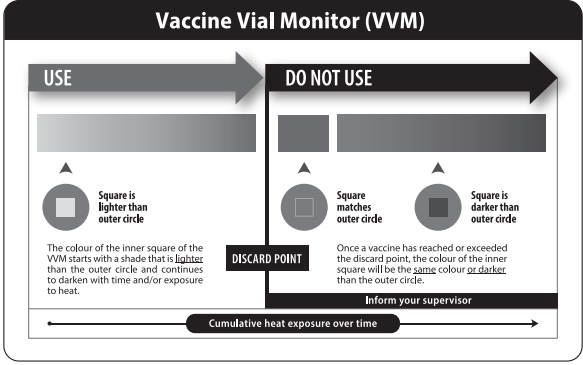 Vaccine Vial Monitor (VVM)
USE
DO NOT USE
Square is
lighter than
outer circle
Square
matches
outer circle
Square is
darker than
outer circle
The colour of the inner square of the
VVM starts with a shade that is lighter
than the outer circle and continues
to darken with time and/or exposure
to heat.
DISCARD POINT
Once a vaccine has reached or exceeded
the discard point, the colour of the inner
square will be the same colour or darker
than the outer circle.
Inform your supervisor
Cumulative heat exposure over time